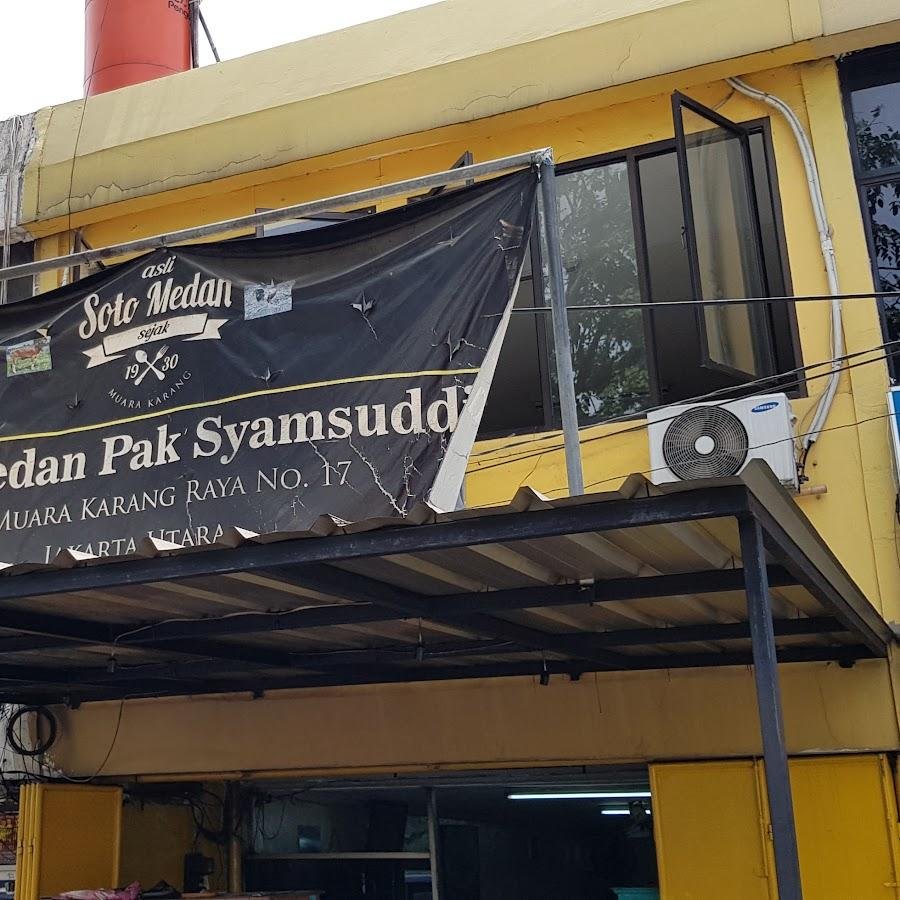 Peng
asli
Soto Medan
sejak
19 30
MUARA KARANG
edan Pak Syamsuddi
MUARA KARANG RAYA NO. 17
JAKARTA UTARA
SAMSUNG